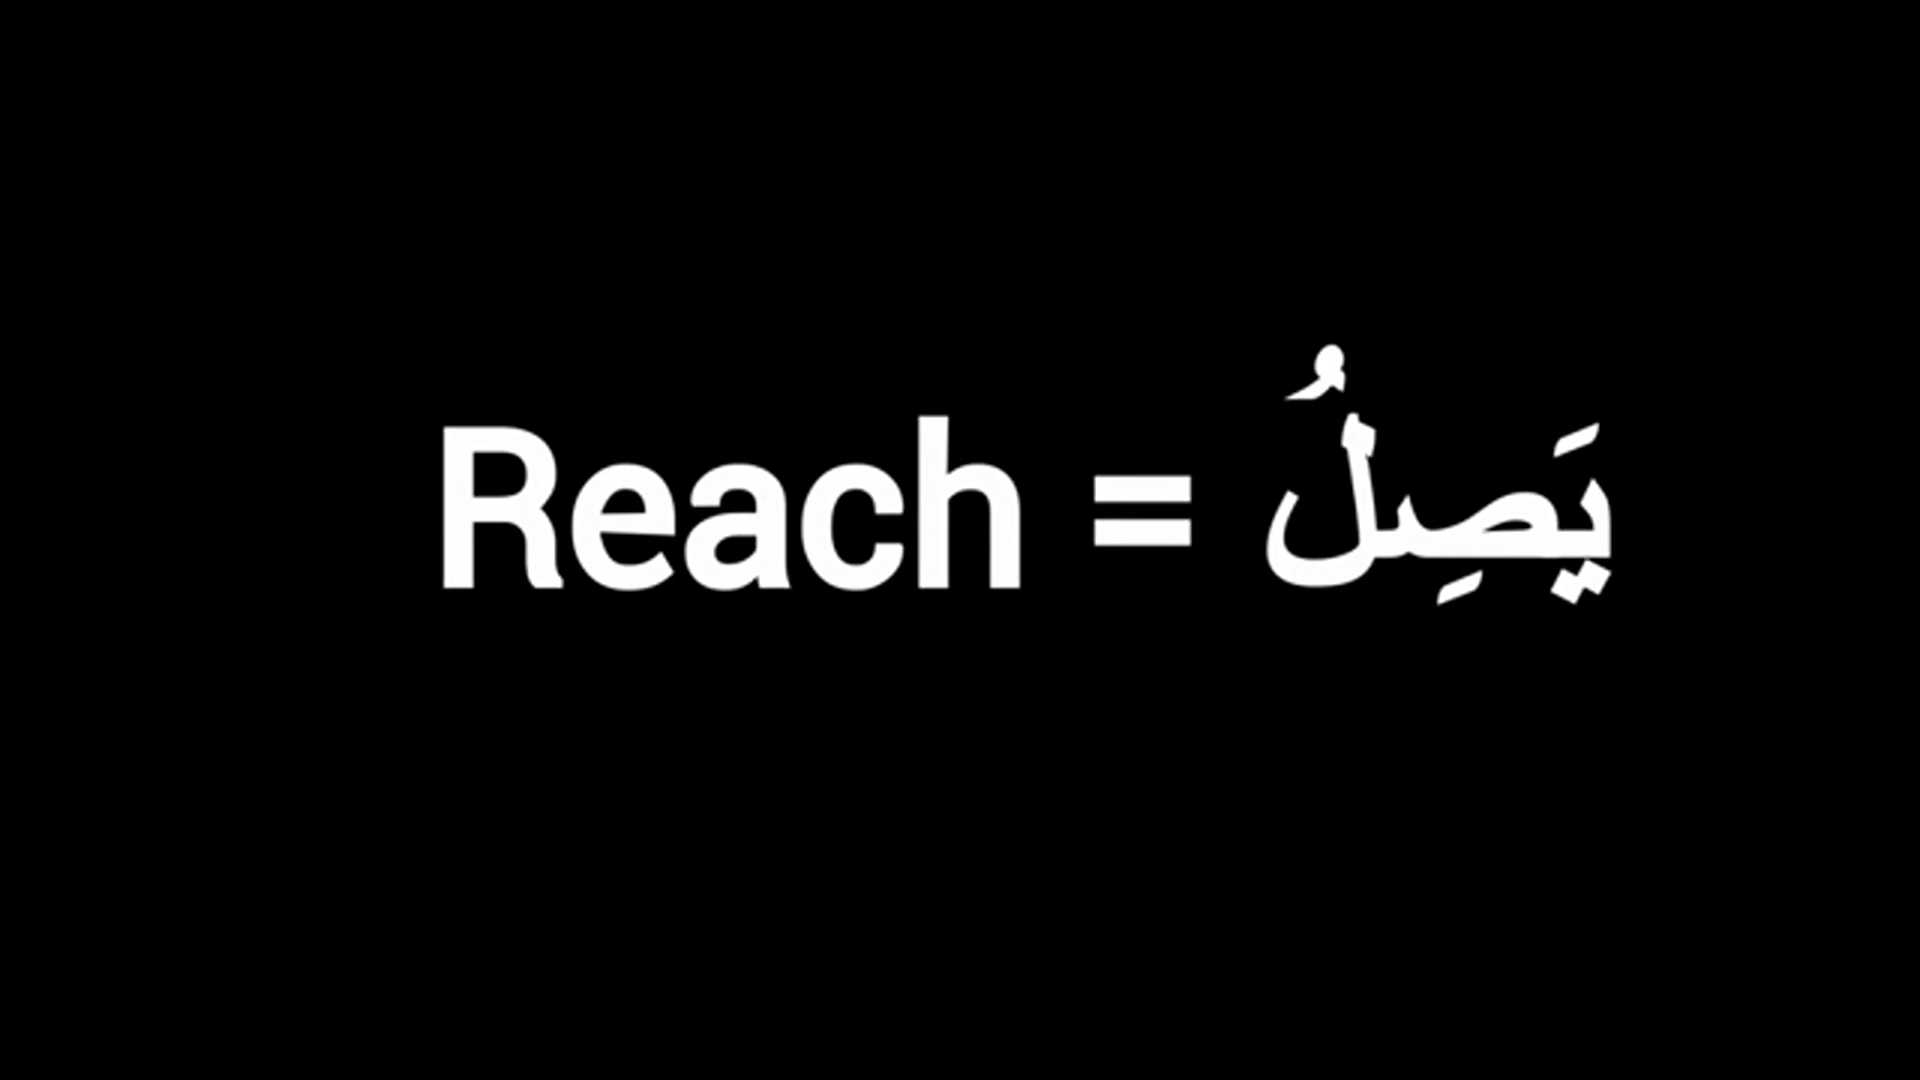 Reach = يَصِلُ